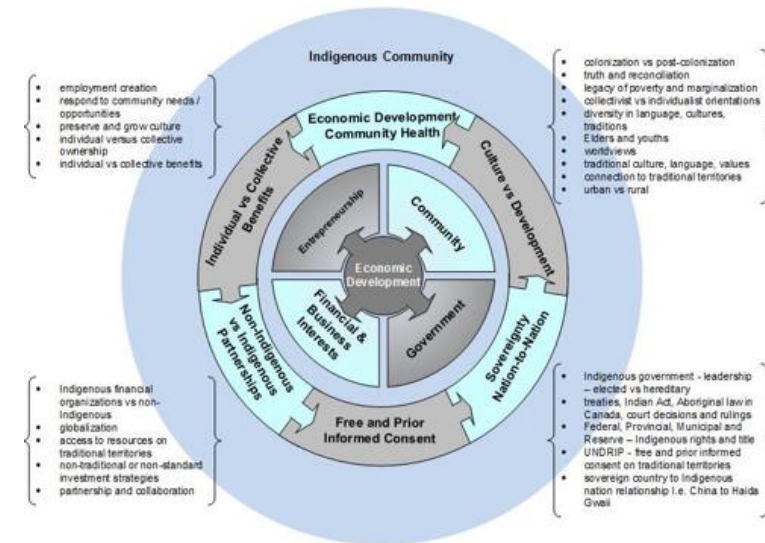 Indigenous Community
employment creation
respond to community needs /
opportunities
preserve and grow culture
individual versus collective
ownership
individual vs collective benefits
colonization vs post-colonization
truth and reconciliation
legacy of poverty and marginalization
collectivist vs individualist orientations
diversity in language, cultures,
traditions
Elders and youths
worldviews
traditional culture, language, values
connection to traditional territories
urban vs rural
Economic Development
Community Health
Individual vs Collective
Benefits
Culture vs Development
Entrepreneurship
Community
Economic
Development
Financial &
Business
Interests
Government
Non-Indigenous
vs Indigenous
Partnerships
Sovereignty
Nation-to-Nation
Free and Prior
Informed Consent
Indigenous financial
organizations vs non-
Indigenous
globalization
access to resources on
traditional territories
non-traditional or non-standard
investment strategies
partnership and collaboration
Indigenous government - leadership
– elected vs hereditary
treaties, Indian Act, Aboriginal law in
Canada, court decisions and rulings
Federal, Provincial, Municipal and
Reserve – Indigenous rights and title
UNDRIP - free and prior informed
consent on traditional territories
sovereign country to Indigenous
nation relationship I.e. China to Haida
Gwaii